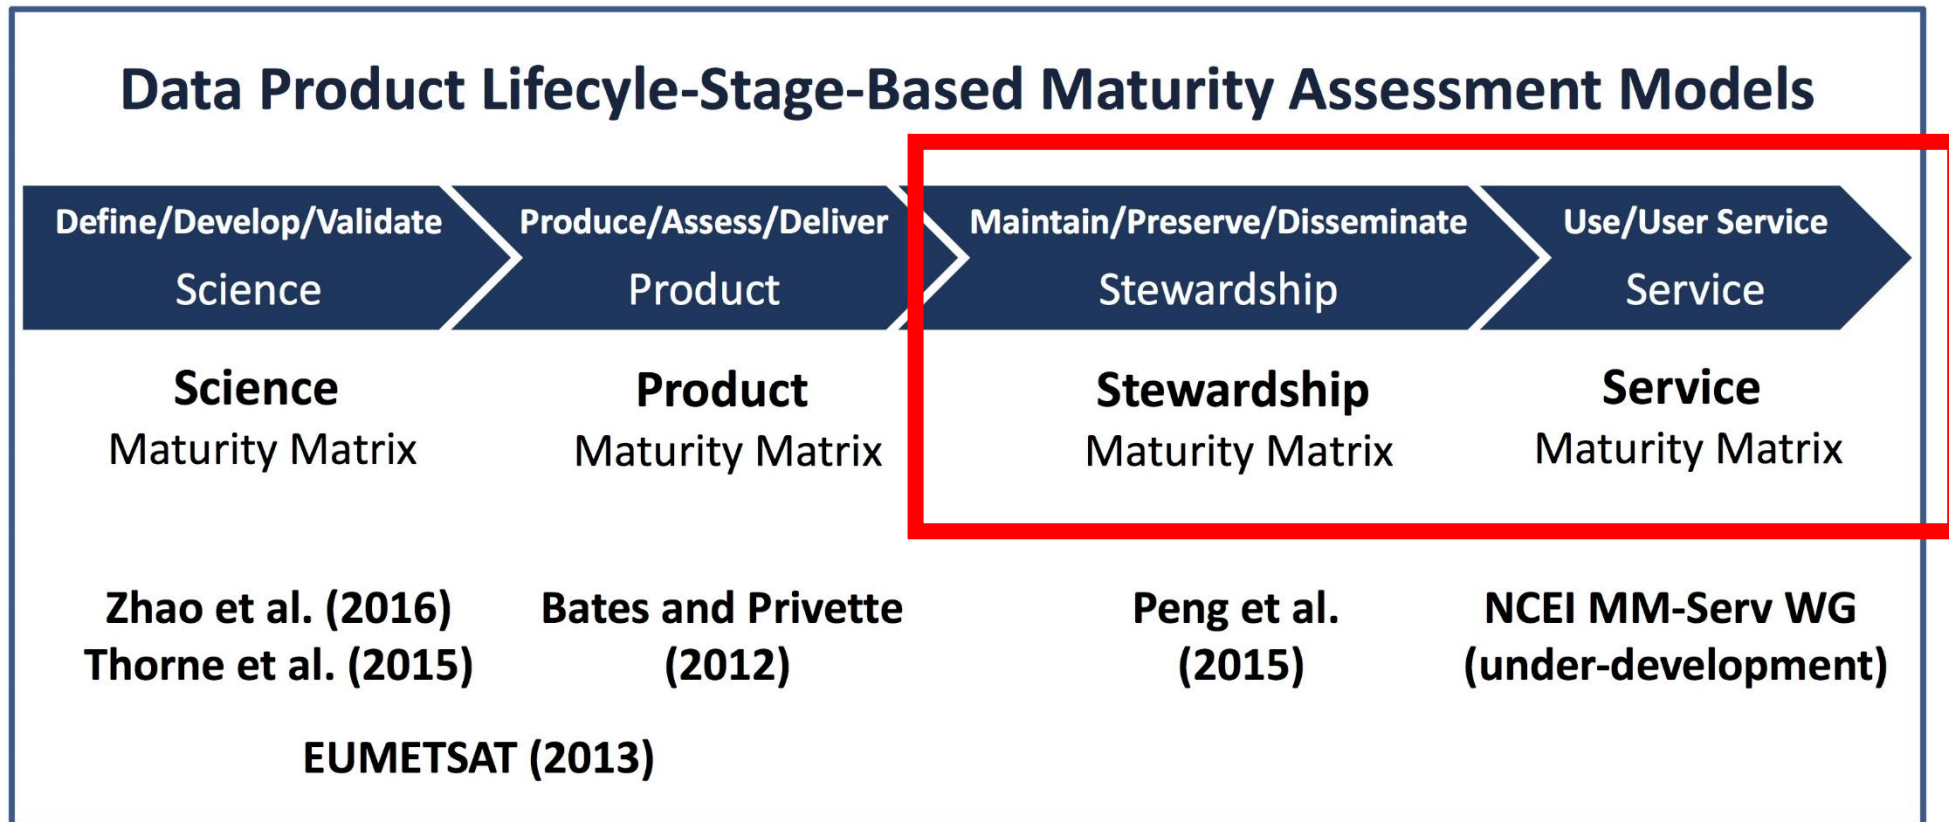 Data Product Lifecyle-Stage-Based Maturity Assessment Models
Define/Develop/Validate
Science
Produce/Assess/Deliver
Product
Maintain/Preserve/Disseminate
Stewardship
Use/User Service
Service
Science
Maturity Matrix
Product
Maturity Matrix
Stewardship
Maturity Matrix
Service
Maturity Matrix
Zhao et al. (2016)
Thorne et al. (2015)
Bates and Privette
(2012)
Peng et al.
(2015)
NCEI MM-Serv WG
(under-development)
EUMETSAT (2013)